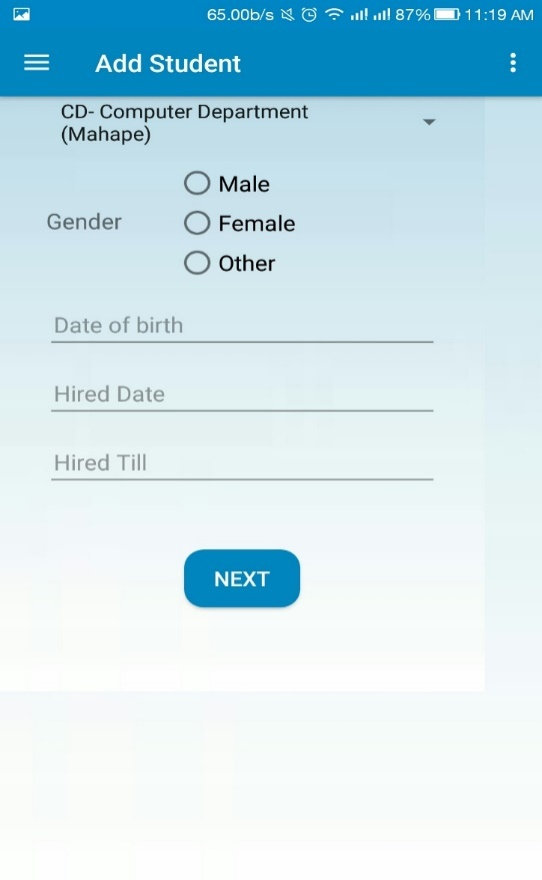 65.00b/s 87% 11:19 AM
Add Student
CD- Computer Department
(Mahape)
Male
Gender
Female
Other
Date of birth
Hired Date
Hired Till
NEXT